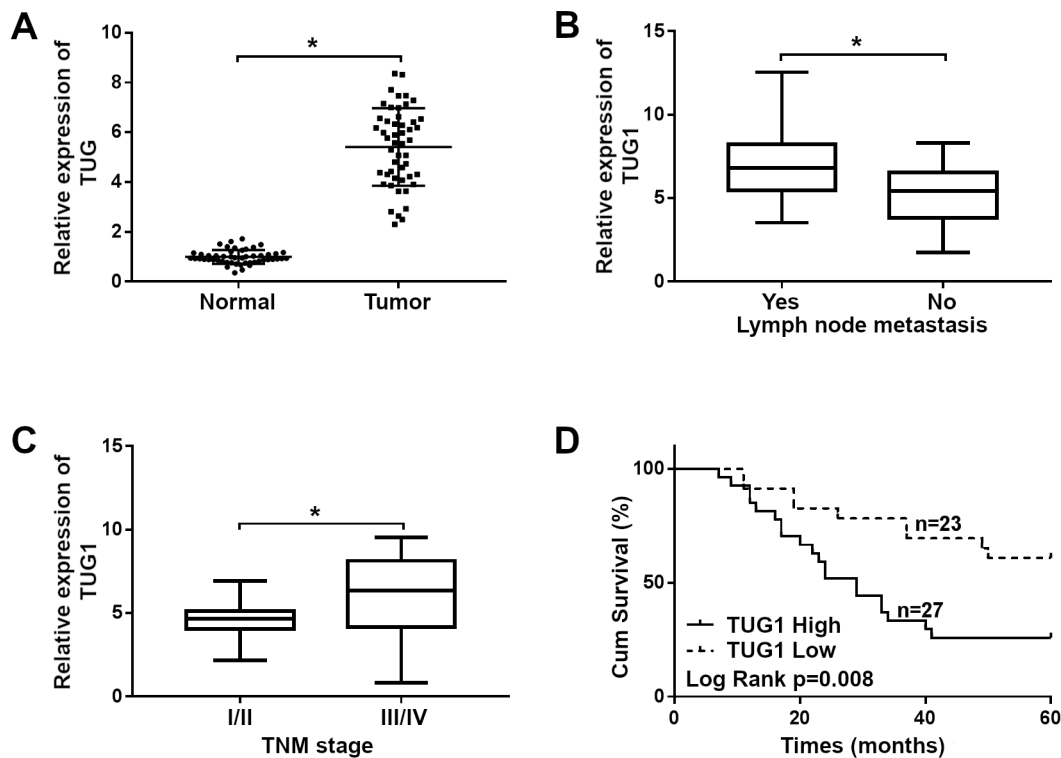 A
Relative expression of
TUG
10
8
6
4
2
0
*
Normal
Tumor
B
Relative expression of
TUG1
15
10
5
0
*
Yes
No
Lymph node metastasis
C
Relative expression of
TUG1
15
10
5
0
*
I/II
III/IV
TNM stage
D
Cum Survival (%)
100
50
0
n=23
n=27
TUG1 High
TUG1 Low
Log Rank p=0.008
0
20
40
60
Times (months)